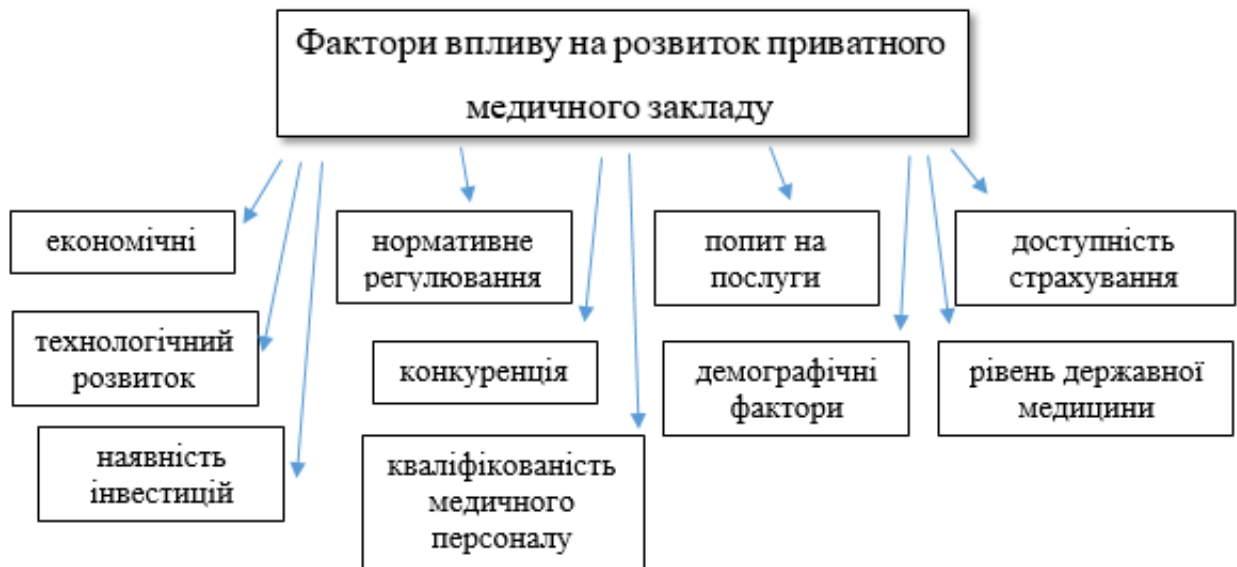 Фактори впливу на розвиток приватного
медичного закладу
економічні
нормативне
регулювання
попит на
послуги
доступність
страхування
технологічний
розвиток
конкуренція
демографічні
фактори
рівень державної
медицини
наявність
інвестицій
кваліфікованість
медичного
персоналу